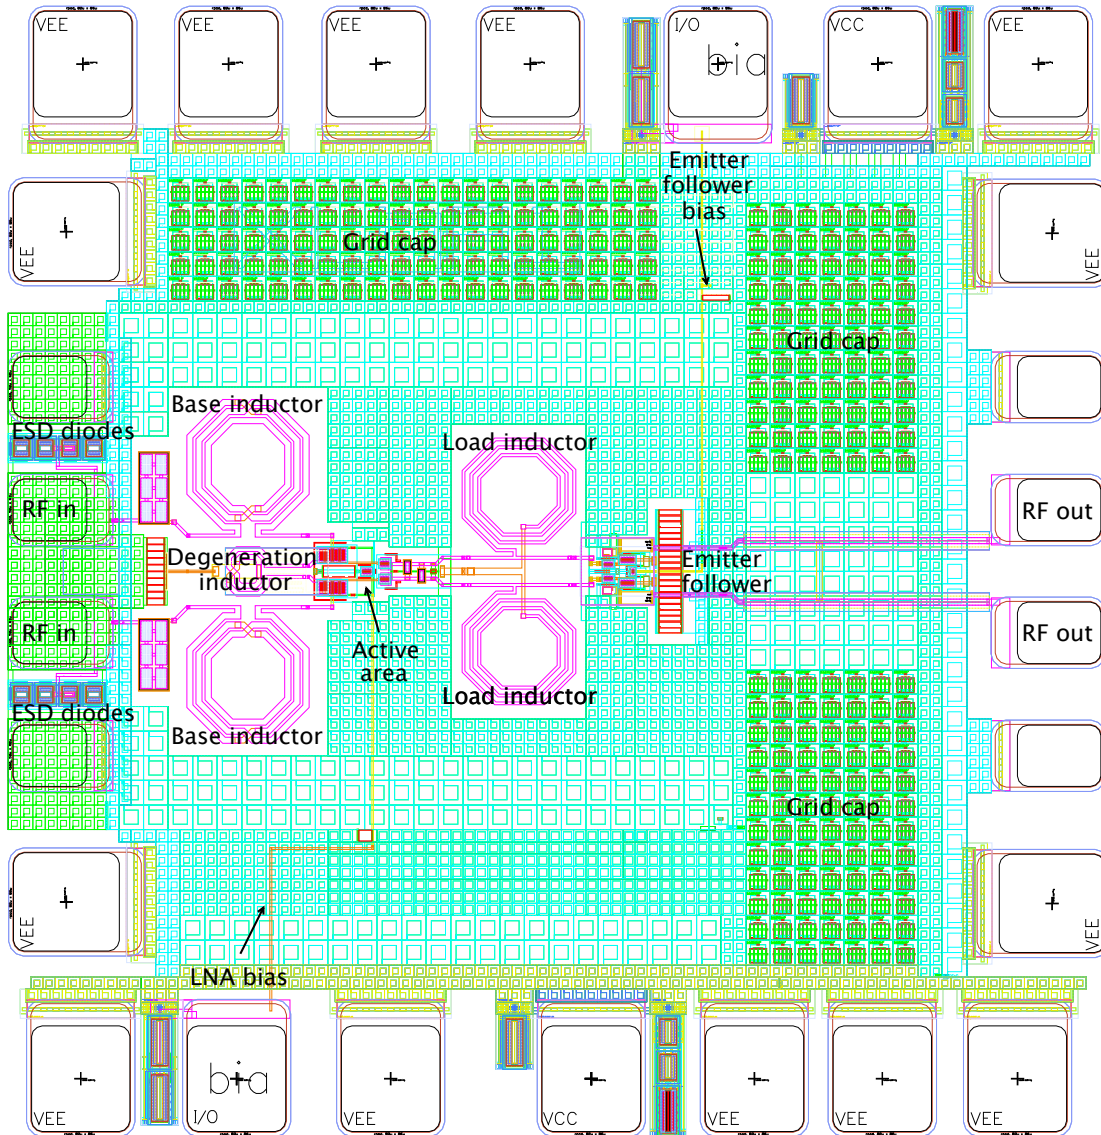 VEE
VEE
VEE
VEE
I/O
bia
VCC
VEE
Emitter
follower
bias
VEE
Grid cap
VEE
Grid cap
Base inductor
ESD diodes
Load inductor
RF in
RF out
Degeneration
inductor
Emitter
follower
RF in
RF out
Active
area
Load inductor
ESD diodes
Base inductor
Grid cap
VEE
VEE
LNA bias
bia
VEE
I/O
VEE
VCC
VEE
VEE
VEE